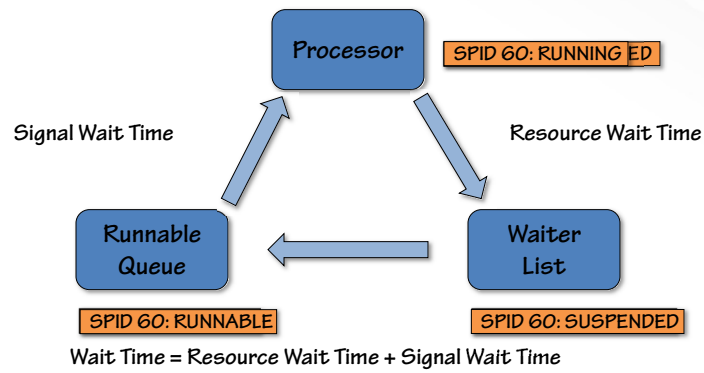 Processor
SPID 60: RUNNING ED
Signal Wait Time
Resource Wait Time
Runnable
Queue
Waiter
List
SPID 60: RUNNABLE
SPID 60: SUSPENDED
Wait Time = Resource Wait Time + Signal Wait Time